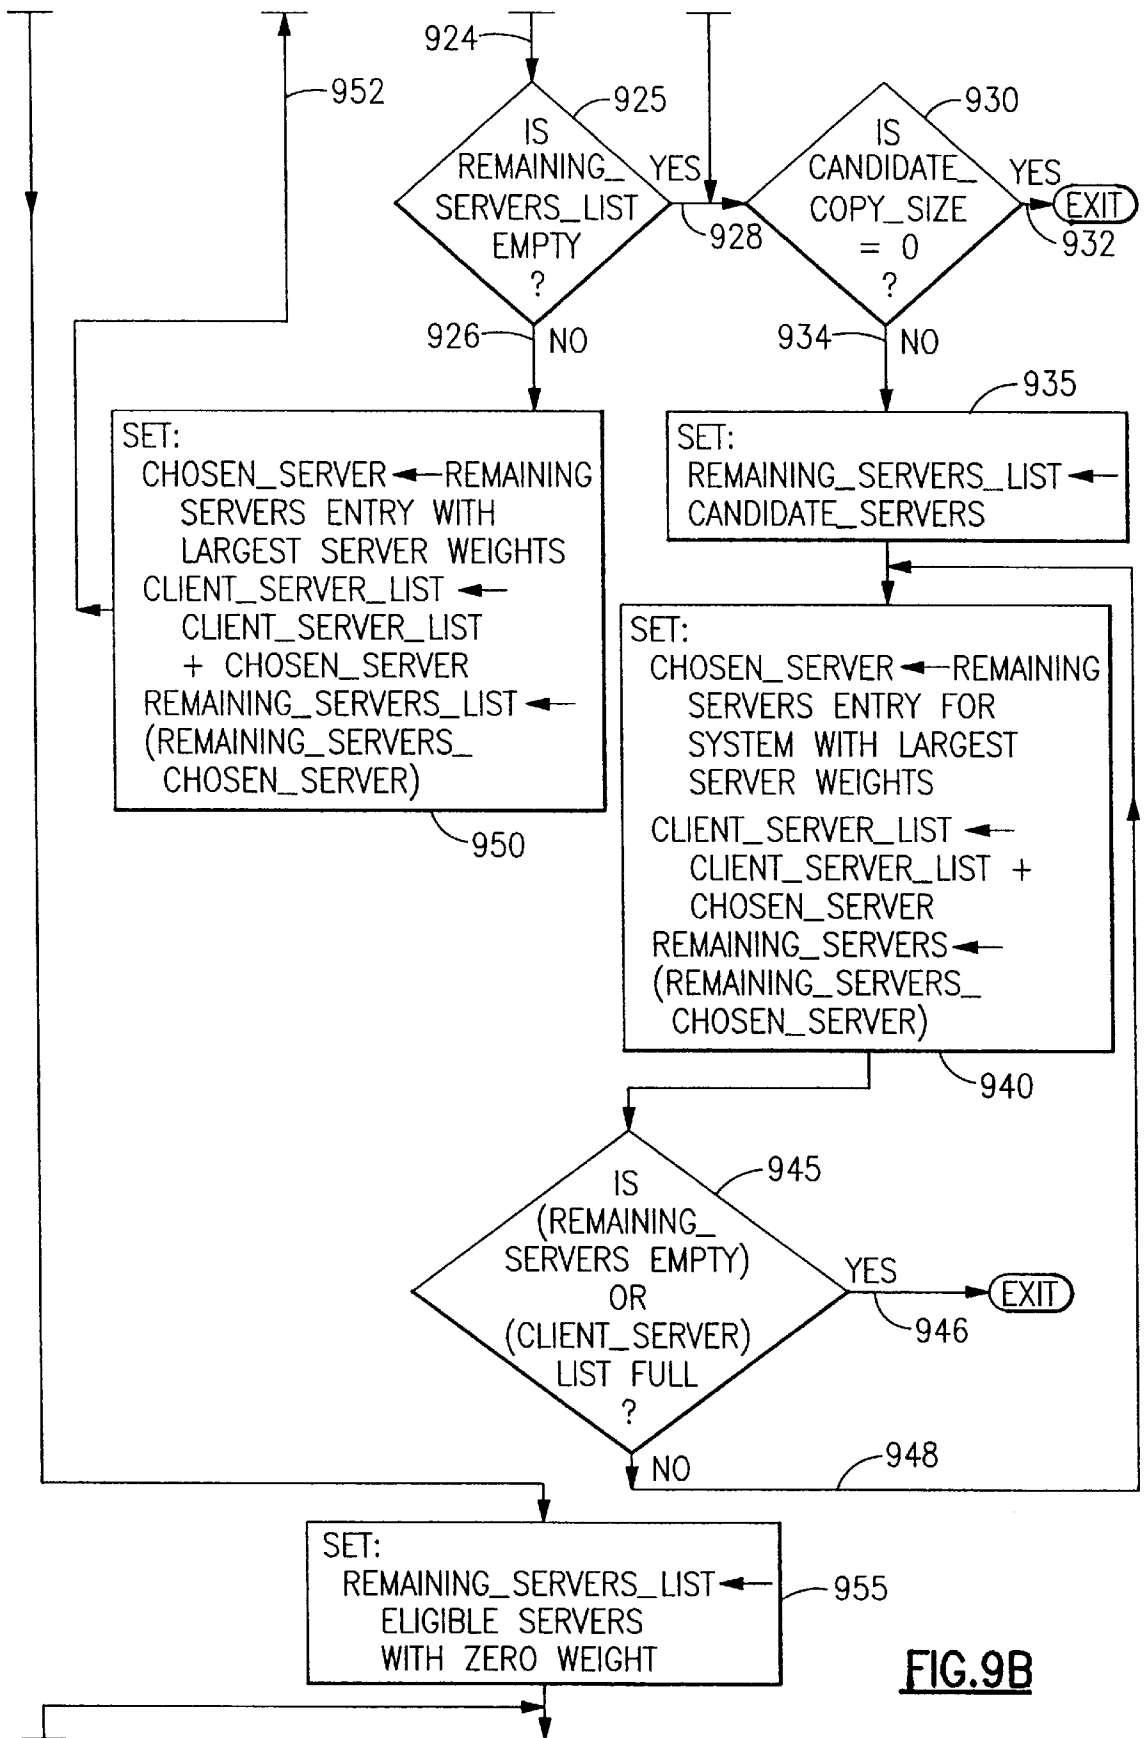 924
952
925
930
IS
REMAINING_
SERVERS_LIST
EMPTY
?
YES
928
IS
CANDIDATE_
COPY_SIZE
= 0
?
YES
EXIT
932
926
NO
934
NO
935
SET:
CHOSEN_SERVER ← REMAINING
SERVERS ENTRY WITH
LARGEST SERVER WEIGHTS
CLIENT_SERVER_LIST ←
CLIENT_SERVER_LIST
+ CHOSEN_SERVER
REMAINING_SERVERS_LIST ←
(REMAINING_SERVERS_
CHOSEN_SERVER)
950
SET:
REMAINING_SERVERS_LIST ←
CANDIDATE_SERVERS
SET:
CHOSEN_SERVER ← REMAINING
SERVERS ENTRY FOR
SYSTEM WITH LARGEST
SERVER WEIGHTS
CLIENT_SERVER_LIST ←
CLIENT_SERVER_LIST +
CHOSEN_SERVER
REMAINING_SERVERS ←
(REMAINING_SERVERS_
CHOSEN_SERVER)
940
945
IS
(REMAINING_
SERVERS EMPTY)
OR
(CLIENT_SERVER)
LIST FULL
?
YES
EXIT
946
NO
948
SET:
REMAINING_SERVERS_LIST ←
ELIGIBLE SERVERS
WITH ZERO WEIGHT
955
FIG.9B